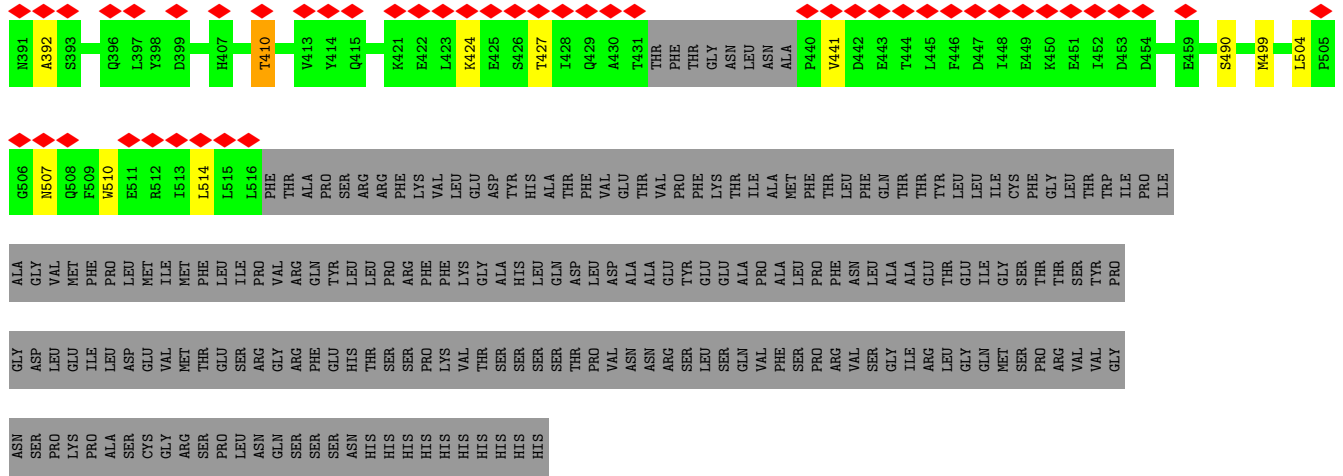 N391 A392 S393 Q396 L397 Y398 D399 H407 T410 V413 Y414 Q415 K421 E422 L423 K424 E425 S426 T427 I428 Q429 A430 T431 THR PHE THR GLY ASN LEU ASN ALA P440 V441 D442 E443 T444 L445 F446 D447 I448 E449 K450 E451 I452 D453 D454 E459 S490 M499 L504 P505
G506 N507 Q508 F509 W510 E511 R512 I513 L514 L515 L516 PHE THR ALA PRO SER ARG ARG PHE LYS VAL LEU GLU ASP TYR HIS ALA THR PHE VAL GLU THR VAL PRO PHE LYS THR ILE ALA MET PHE THR LEU PHE GLN THR THR TYR LEU LEU ILE CYS PHE GLY LEU THR TRP ILE PRO ILE
ALA GLY VAL MET PHE PRO LEU MET ILE MET PHE LEU ILE PRO VAL ARG GLN TYR LEU LEU PRO ARG PHE PHE LYS GLY ALA HIS LEU GLN ASP LEU ASP ALA ALA GLU TYR GLU GLU ALA PRO ALA LEU PRO PHE ASN LEU ALA ALA GLU THR GLU ILE GLY SER THR THR SER TYR PRO
GLY ASP LEU GLU ILE LEU ASP GLU VAL MET THR GLU SER ARG GLY ARG PHE GLU HIS THR SER SER PRO LYS VAL THR SER SER SER SER THR PRO VAL ASN ASN ARG SER LEU SER GLN VAL PHE SER PRO ARG VAL SER GLY ILE ARG LEU GLY GLN MET SER PRO ARG VAL VAL GLY
ASN SER PRO LYS PRO ALA SER CYS GLY ARG SER PRO LEU ASN GLN SER SER SER ASN HIS HIS HIS HIS HIS HIS HIS HIS HIS HIS